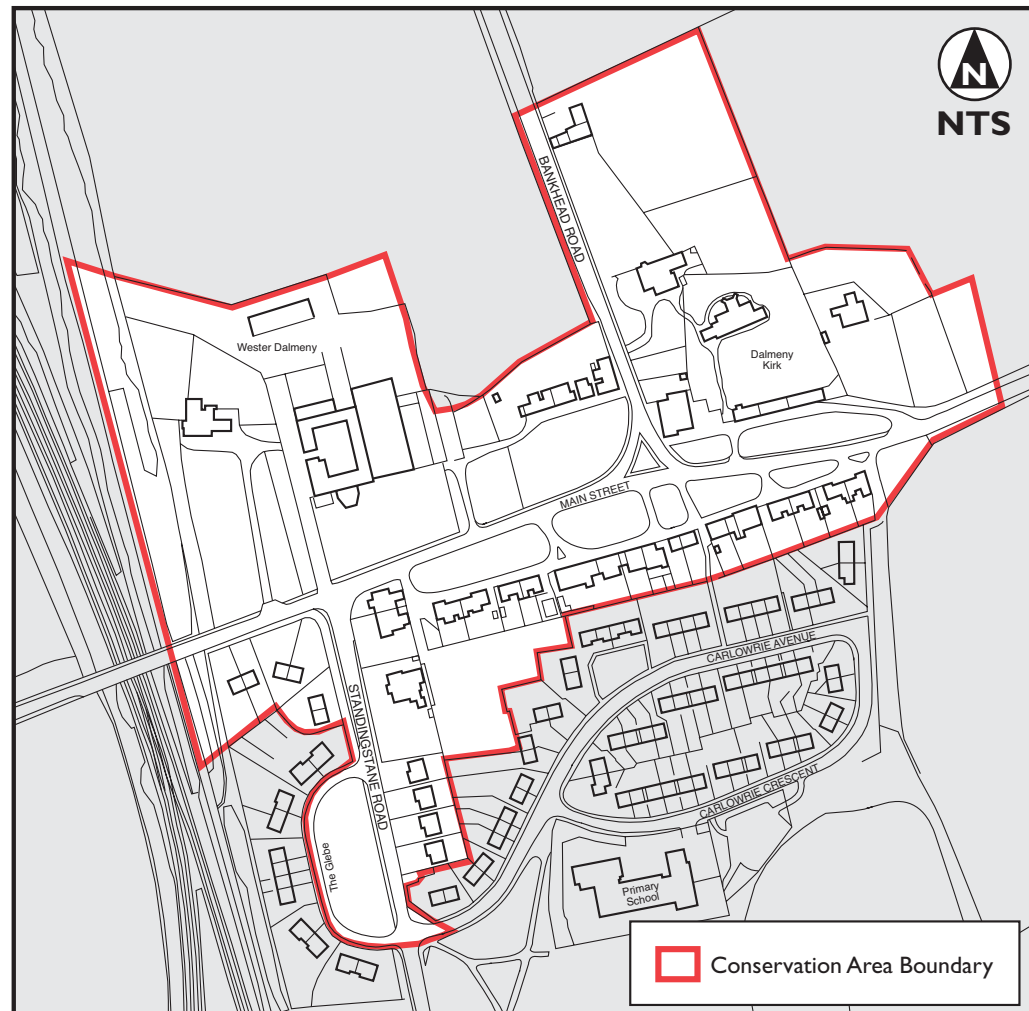 N
NTS
BANKHEAD ROAD
Wester Dalmeny
Dalmeny
Kirk
MAIN STREET
CARLOWRIE AVENUE
STANDINGSTANE ROAD
CARLOWRIE CRESCENT
The Glebe
Primary
School
Conservation Area Boundary